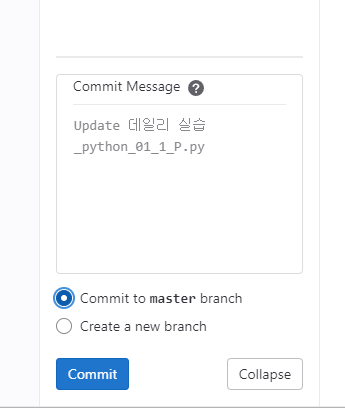 Commit Message ?
Update 데일리 실습
_python_01_1_P.py
Commit to master branch
Create a new branch
Commit Collapse